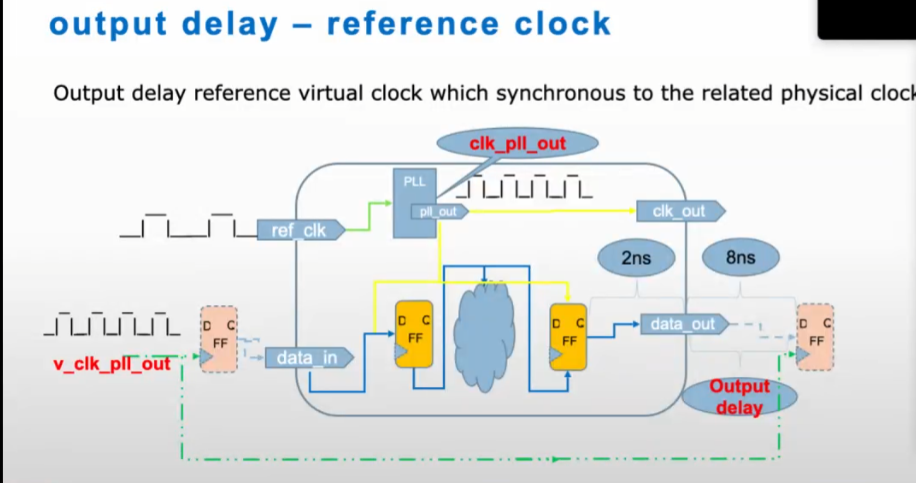 output delay – reference clock
Output delay reference virtual clock which synchronous to the related physical clock
clk_pll_out
PLL
pll_out
clk_out
ref_clk
2ns
8ns
D C
FF
D C
FF
D C
FF
D C
FF
data_out
data_in
v_clk_pll_out
Output
delay